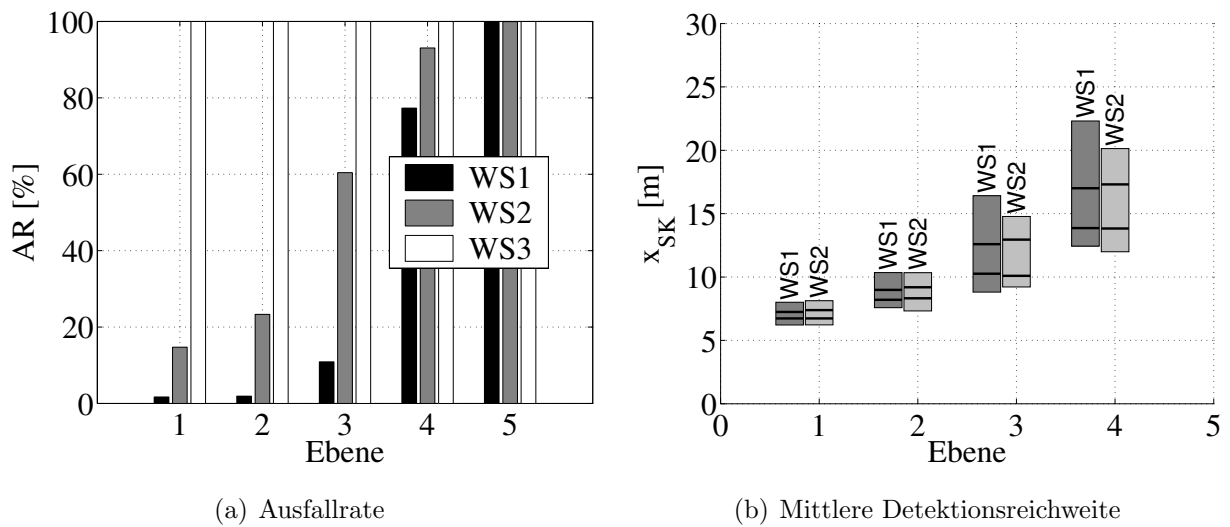 100
80
60
40
20
0
AR [%]
WS1
WS2
WS3
1 2 3 4 5
Ebene
(a) Ausfallrate
30
25
20
15
10
5
0
x_SK [m]
WS1
WS2
WS1
WS2
WS1
WS2
WS1
WS2
0 1 2 3 4 5
Ebene
(b) Mittlere Detektionsreichweite